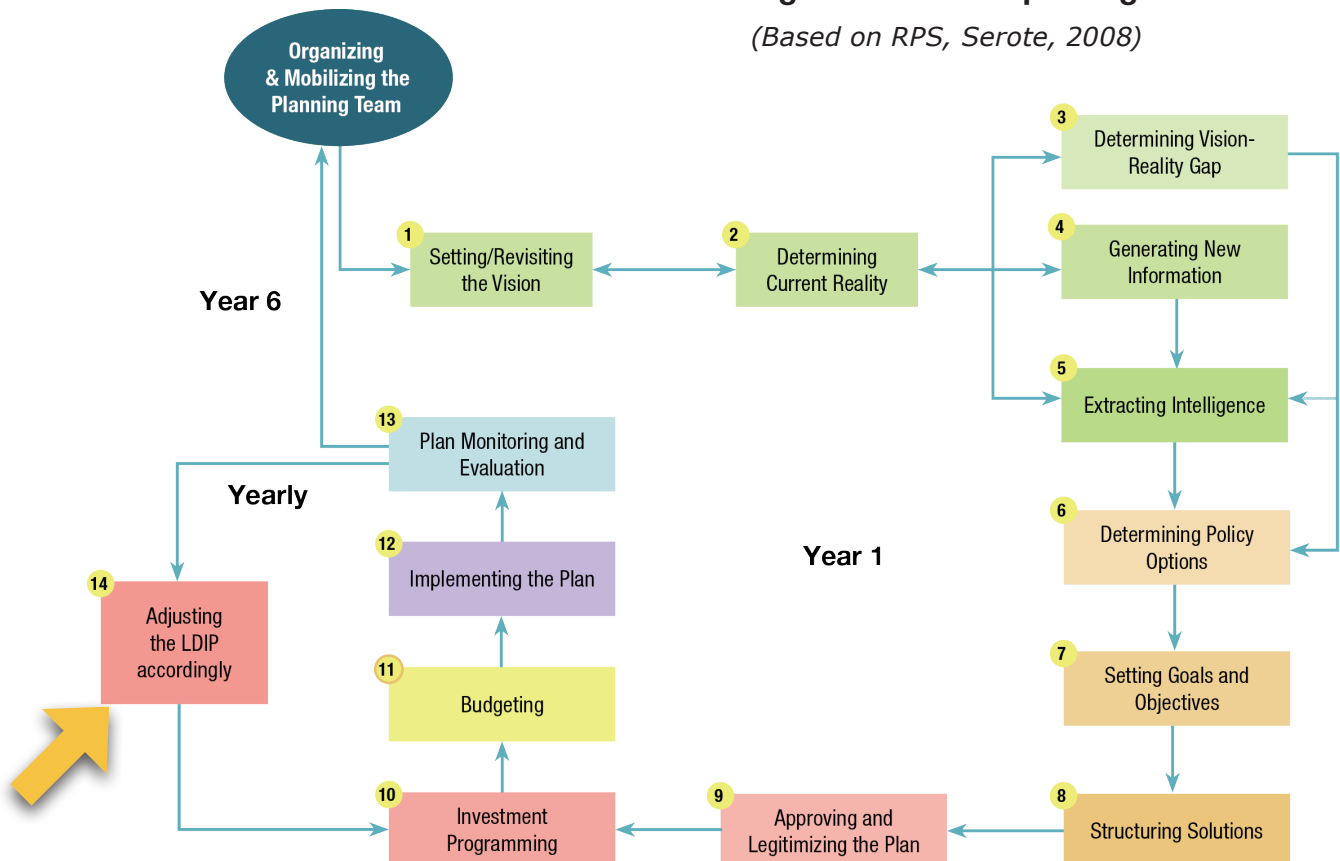 (Based on RPS, Serote, 2008)
Organizing
& Mobilizing the
Planning Team
3
Determining Vision-
Reality Gap
1
Setting/Revisiting
the Vision
2
Determining
Current Reality
4
Generating New
Information
Year 6
5
Extracting Intelligence
13
Plan Monitoring and
Evaluation
Yearly
6
Determining Policy
Options
12
Implementing the Plan
Year 1
14
Adjusting
the LDIP
accordingly
7
Setting Goals and
Objectives
11
Budgeting
10
Investment
Programming
9
Approving and
Legitimizing the Plan
8
Structuring Solutions